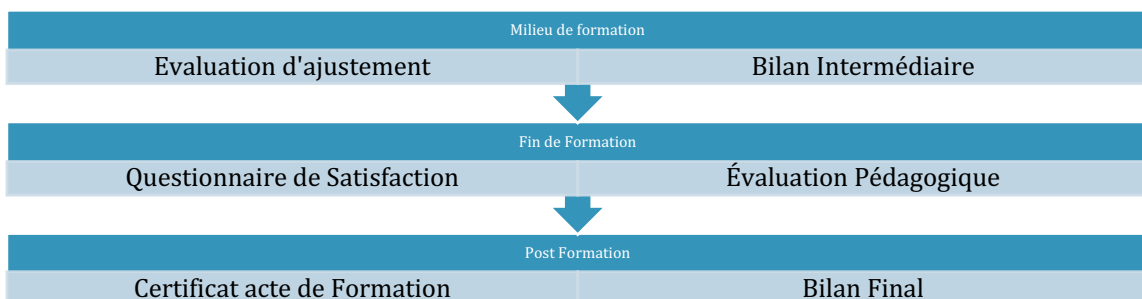 Milieu de formation
Evaluation d'ajustement Bilan Intermédiaire
Fin de Formation
Questionnaire de Satisfaction Évaluation Pédagogique
Post Formation
Certificat acte de Formation Bilan Final